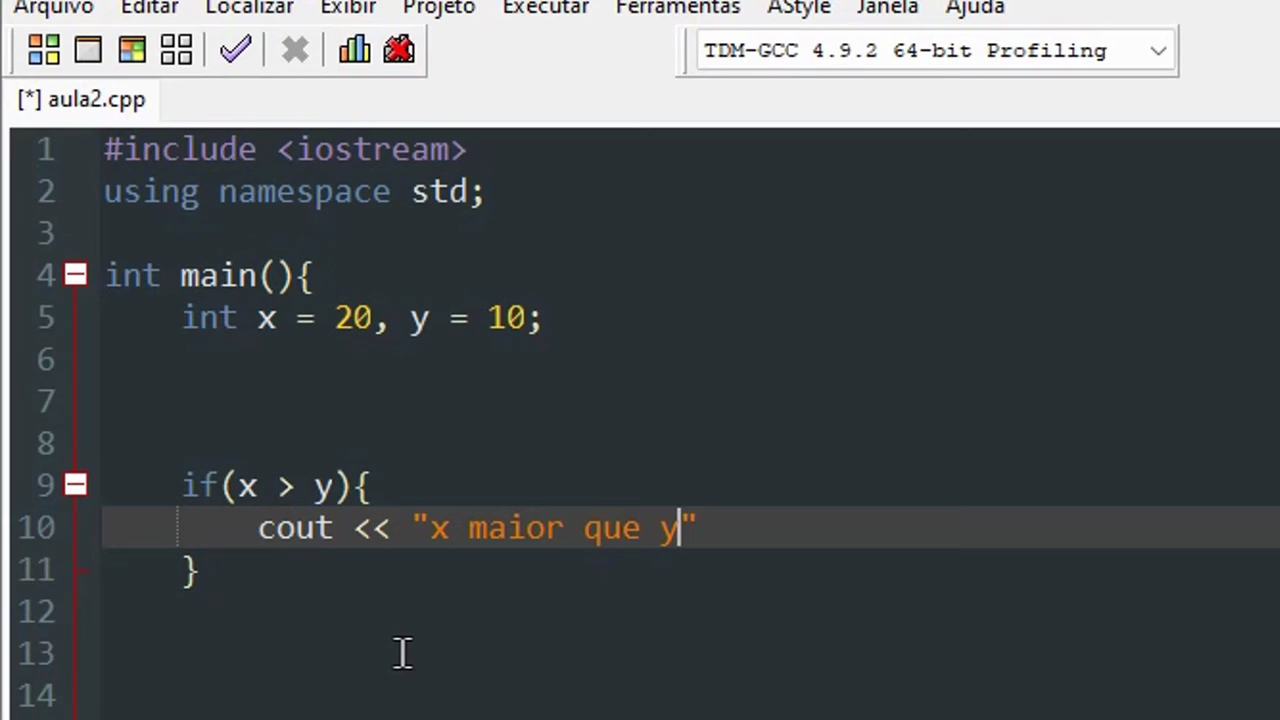 Arquivo Editar Localizar Exibir Projeto Executar Ferramentas AStyle Janela Ajuda
TDM-GCC 4.9.2 64-bit Profiling
[*] aula2.cpp
1 #include <iostream>
2 using namespace std;
3
4 int main(){
5 int x = 20, y = 10;
6
7
8
9 if(x > y){
10 cout << "x maior que y"
11 }
12
13
14